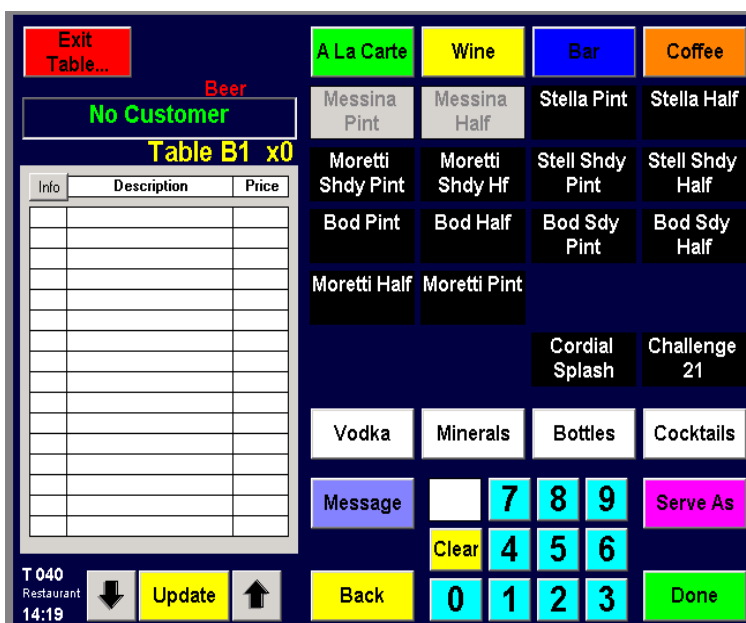 Exit
Table...
Beer
No Customer
Table B1 x0
Info Description Price
T 040
Restaurant
14:19
Update
A La Carte Wine Bar Coffee
Messina
Pint
Messina
Half
Stella Pint
Stella Half
Moretti
Shdy Pint
Moretti
Shdy Hf
Stell Shdy
Pint
Stell Shdy
Half
Bod Pint
Bod Half
Bod Sdy
Pint
Bod Sdy
Half
Moretti Half
Moretti Pint
Cordial
Splash
Challenge
21
Vodka Minerals Bottles Cocktails
Message 7 8 9 Serve As
Clear 4 5 6
Back 0 1 2 3 Done